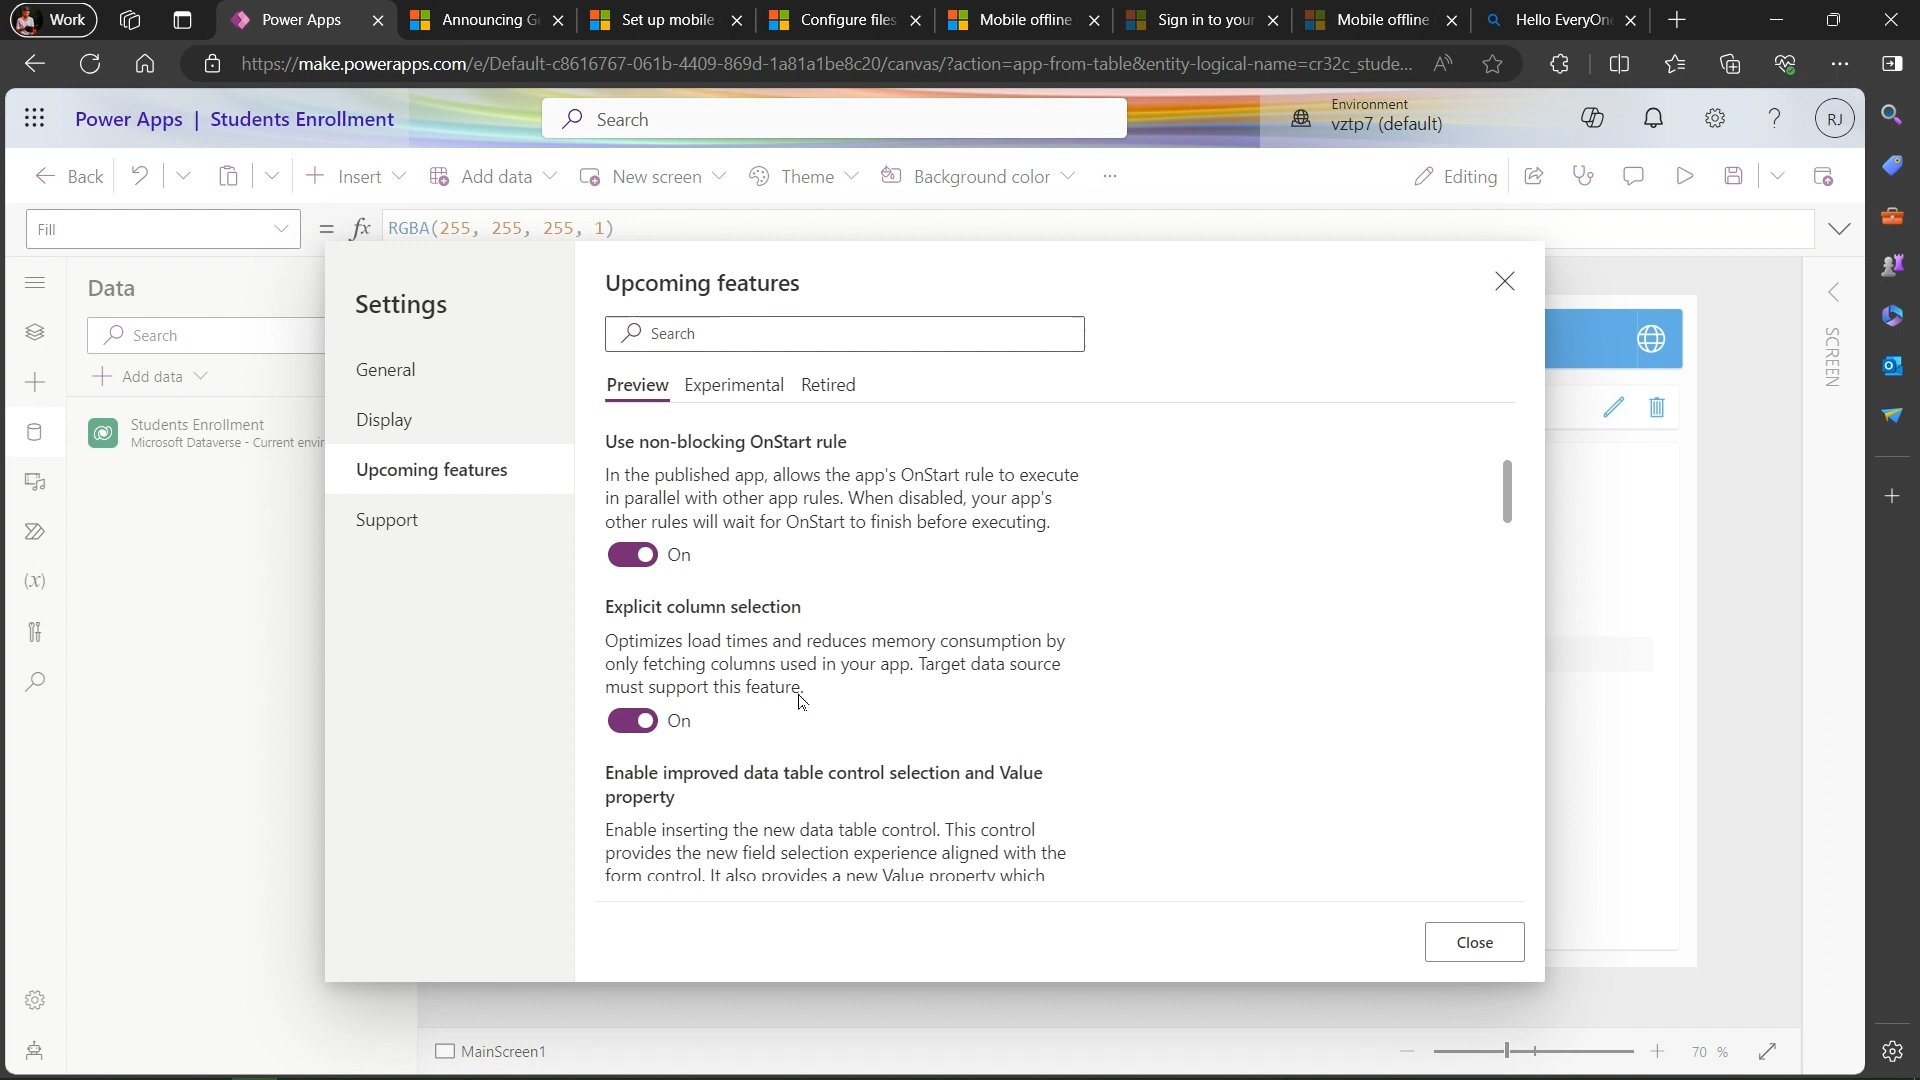 Work
Power Apps
Announcing G
Set up mobile
Configure files
Mobile offline
Sign in to your
Mobile offline
Hello EveryOn
https://make.powerapps.com/e/Default-c8616767-061b-4409-869d-1a81a1be8c20/canvas/?action=app-from-table&entity-logical-name=cr32c_stude...
Power Apps | Students Enrollment
Search
Environment
vztp7 (default)
RJ
Back
Insert
Add data
New screen
Theme
Background color
Editing
Fill
= fx RGBA(255, 255, 255, 1)
Data
Search
Add data
Students Enrollment
Microsoft Dataverse - Current envir
Settings
General
Display
Upcoming features
Support
Upcoming features
Search
Preview Experimental Retired
Use non-blocking OnStart rule
In the published app, allows the app's OnStart rule to execute
in parallel with other app rules. When disabled, your app's
other rules will wait for OnStart to finish before executing.
On
Explicit column selection
Optimizes load times and reduces memory consumption by
only fetching columns used in your app. Target data source
must support this feature.
On
Enable improved data table control selection and Value
property
Enable inserting the new data table control. This control
provides the new field selection experience aligned with the
form control. It also provides a new Value property which
Close
SCREEN
MainScreen1
70 %